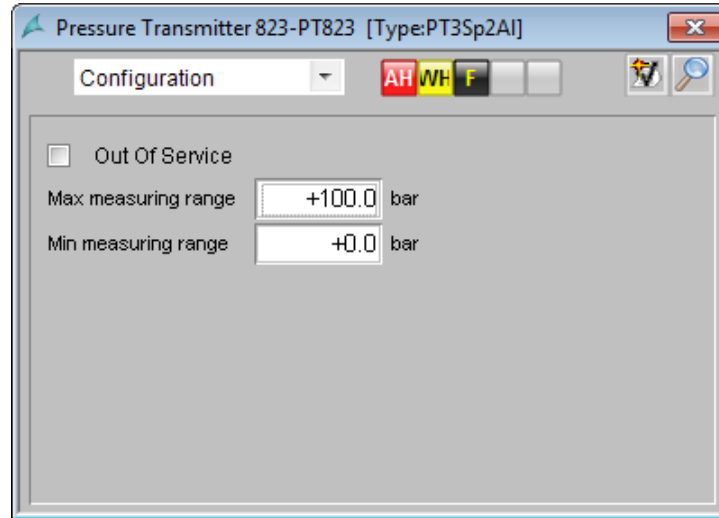 Pressure Transmitter 823-PT823 [Type:PT3Sp2AI]
Configuration AH WH F
Out Of Service
Max measuring range +100.0 bar
Min measuring range +0.0 bar